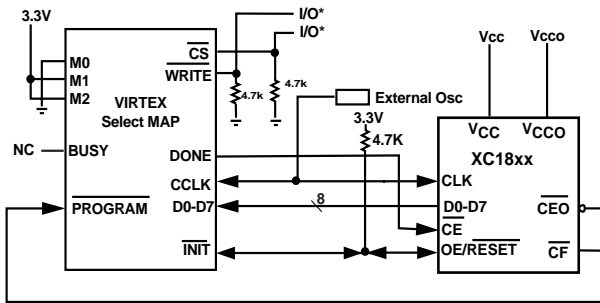 I/O*
I/O*
3.3V
M0
M1
M2
CS
WRITE
4.7k
4.7k
VIRTEX
Select MAP
External Osc
3.3V
4.7K
NC
BUSY
DONE
CCLK
PROGRAM
D0-D7
8
INIT
Vcc
Vcco
VCC
VCCO
XC18xx
CLK
D0-D7
CEO
CE
OE/RESET
CF